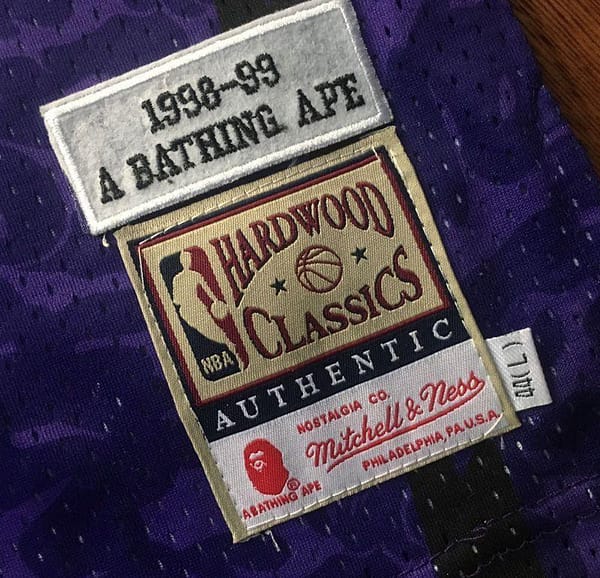 1998-99
A BATHING APE
HARDWOOD
CLASSICS
NBA
AUTHENTIC
NOSTALGIA CO.
Mitchell & Ness
PHILADELPHIA, PA. U.S.A.
®
A BATHING APE
44(L)